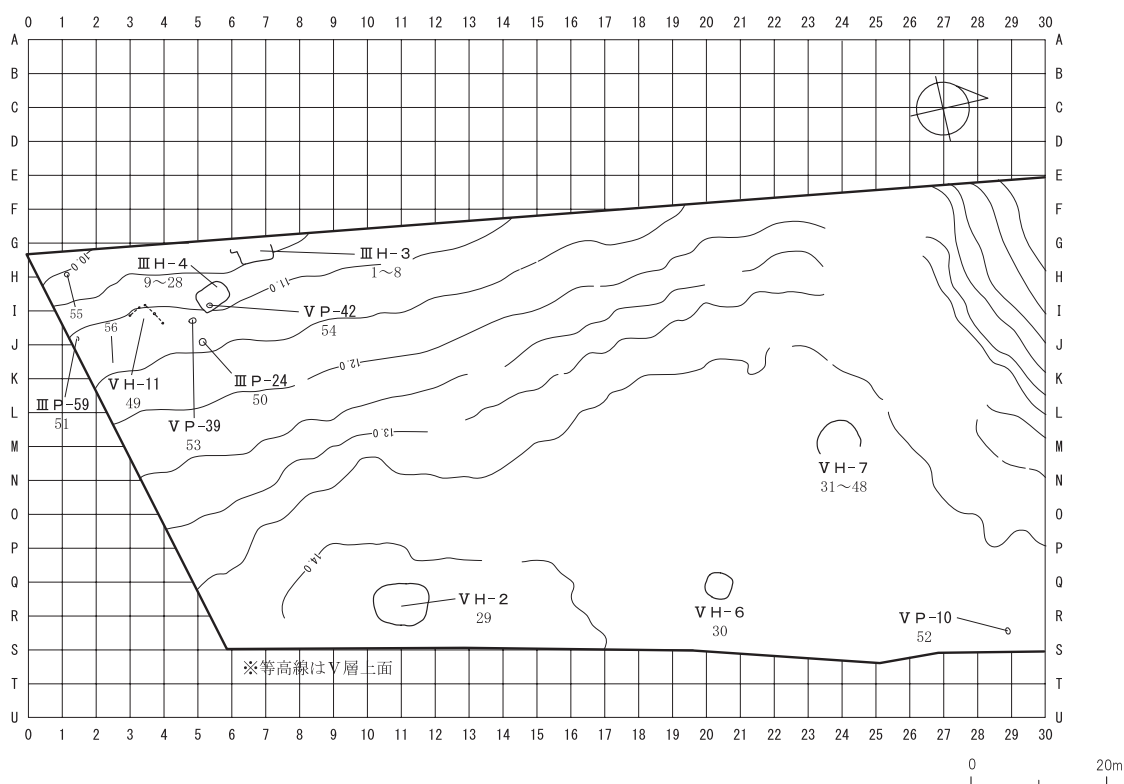 0 1 2 3 4 5 6 7 8 9 10 11 12 13 14 15 16 17 18 19 20 21 22 23 24 25 26 27 28 29 30
A A
B B
C C
D D
E E
F F
G G
ⅢH-3
1～8
10.0
ⅢH-4
9～28
H H
11.0
I I
55
56
ⅤP-42
54
J J
12.0
K K
ⅤH-11
49
ⅢP-24
50
ⅢP-59
51
L L
ⅤP-39
53
13.0
M M
ⅤH-7
31～48
N N
O O
P P
14.0
Q Q
ⅤH-2
29
ⅤH-6
30
R R
ⅤP-10
52
S S
※等高線はⅤ層上面
T T
U U
0 1 2 3 4 5 6 7 8 9 10 11 12 13 14 15 16 17 18 19 20 21 22 23 24 25 26 27 28 29 30
0 20m